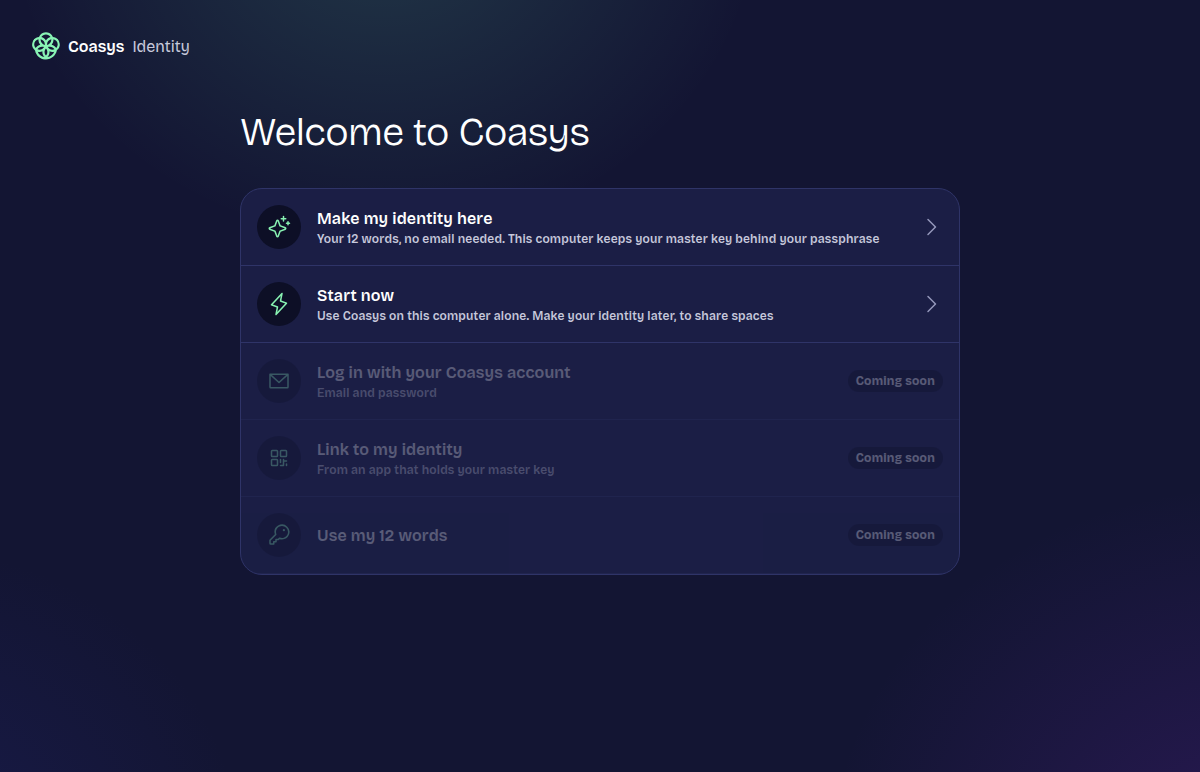 Coasys Identity
Welcome to Coasys
Make my identity here
Your 12 words, no email needed. This computer keeps your master key behind your passphrase
Start now
Use Coasys on this computer alone. Make your identity later, to share spaces
Log in with your Coasys account
Email and password
Coming soon
Link to my identity
From an app that holds your master key
Coming soon
Use my 12 words
Coming soon